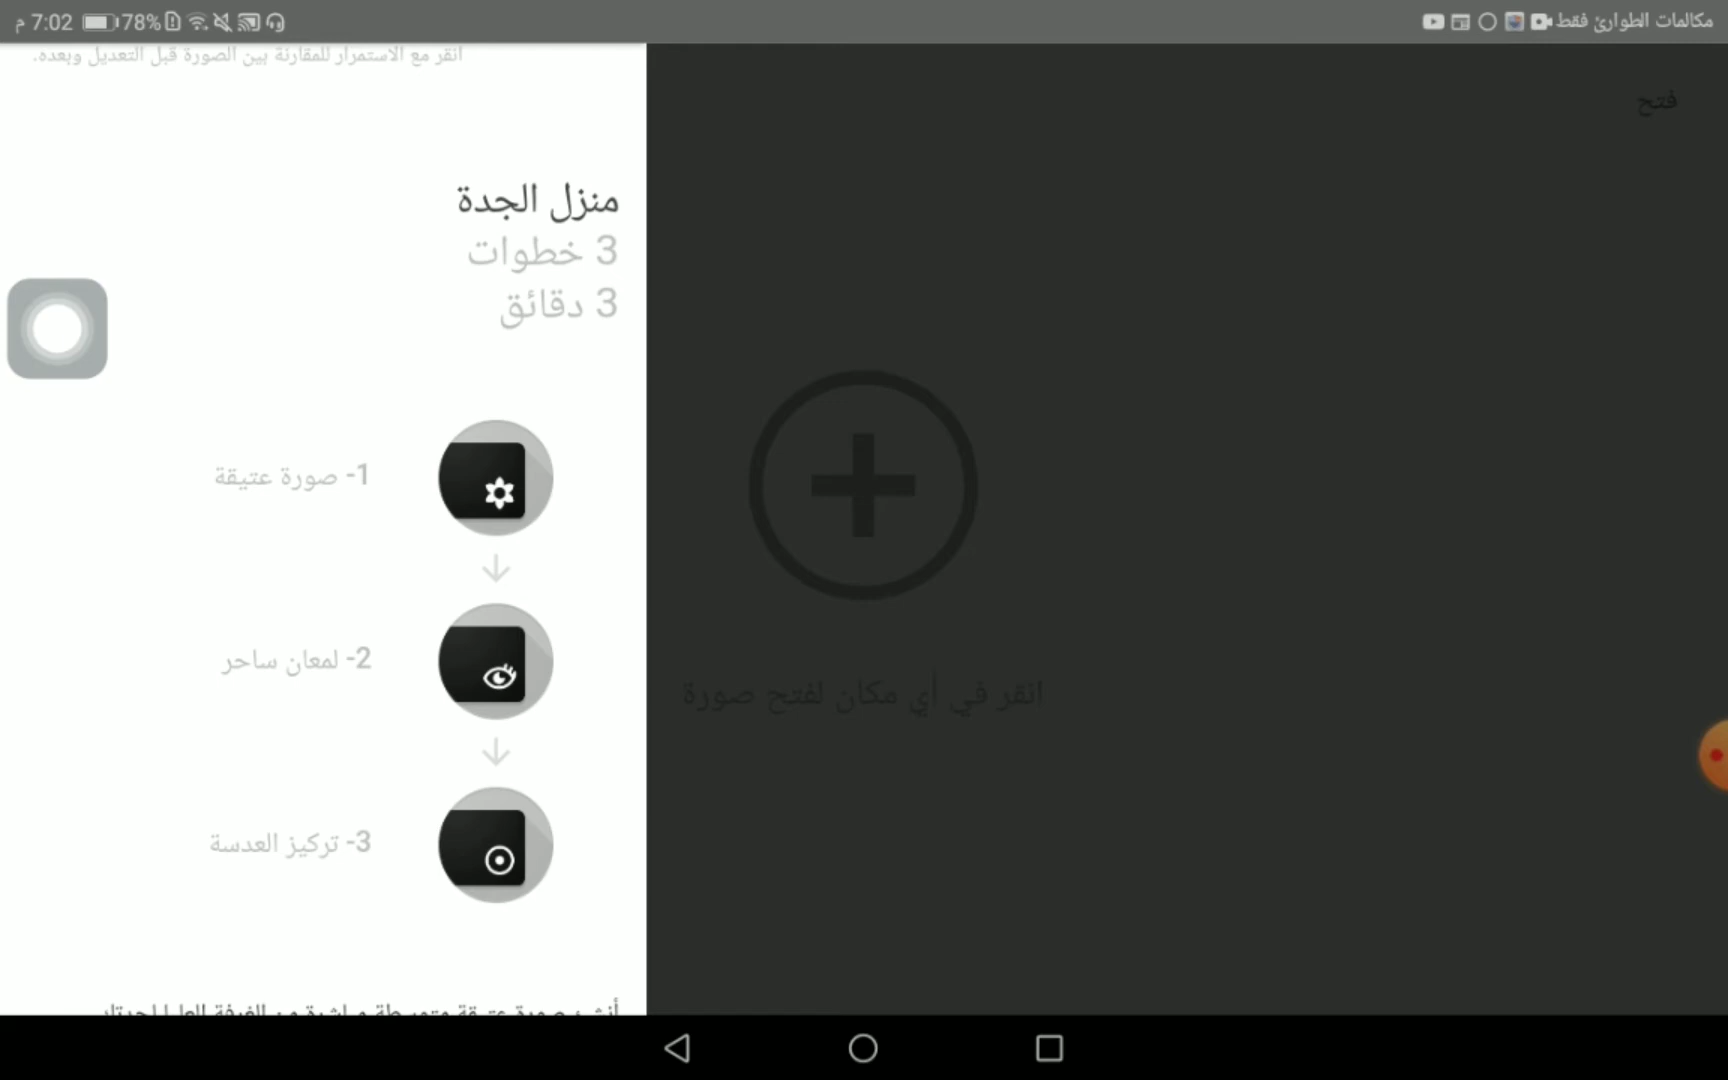 م 7:02 78%
مكالمات الطوارئ فقط
انقر مع الاستمرار للمقارنة بين الصورة قبل التعديل وبعده.
فتح
منزل الجدة
3 خطوات
3 دقائق
1- صورة عتيقة
2- لمعان ساحر
3- تركيز العدسة
انقر في أي مكان لفتح صورة